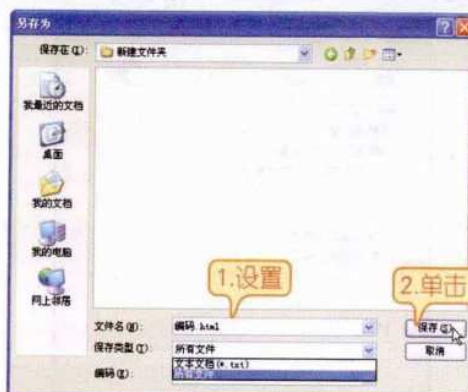 另存为
保存在(I):
新建文件夹
我最近的文档
桌面
我的文档
我的电脑
网上邻居
1.设置
2.单击
文件名(N):
编码.html
保存(S)
保存类型(T):
所有文件
取消
文本文档(*.txt)
所有文件
编码(E):